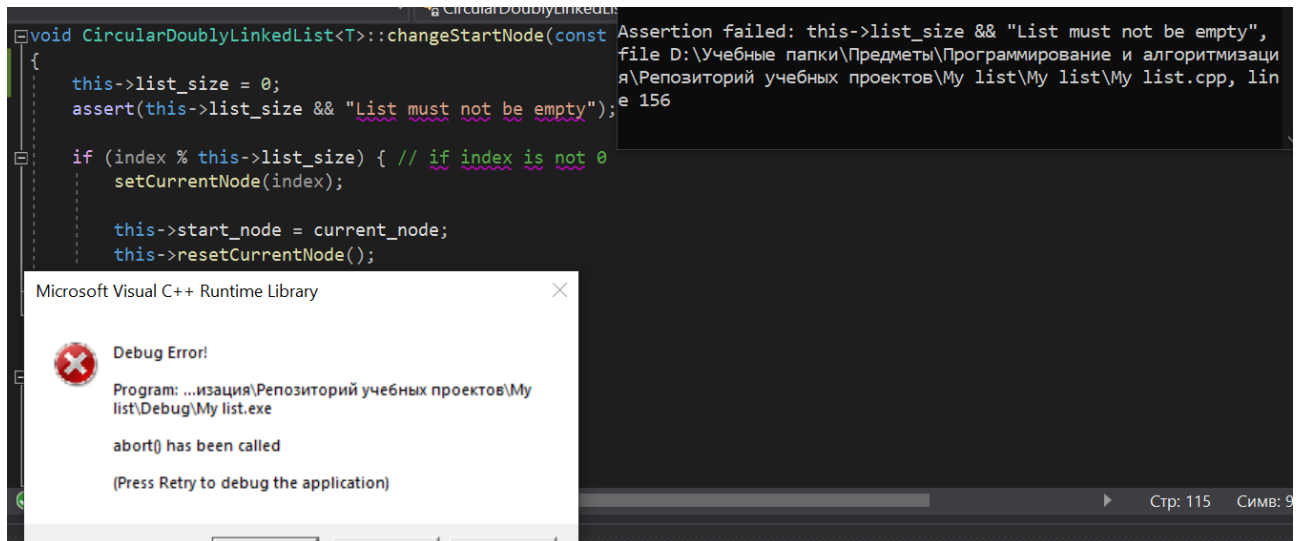 void CircularDoublyLinkedList<T>::changeStartNode(const
{
this->list_size = 0;
assert(this->list_size && "List must not be empty");
if (index % this->list_size) { // if index is not 0
setCurrentNode(index);
this->start_node = current_node;
this->resetCurrentNode();
Assertion failed: this->list_size && "List must not be empty",
file D:\Учебные папки\Предметы\Программирование и алгоритмизаци
я\Репозиторий учебных проектов\My list\My list\My list.cpp, lin
e 156
Microsoft Visual C++ Runtime Library
Debug Error!
Program: ...изация\Репозиторий учебных проектов\My
list\Debug\My list.exe
abort() has been called
(Press Retry to debug the application)
Стр: 115 Симв: 9